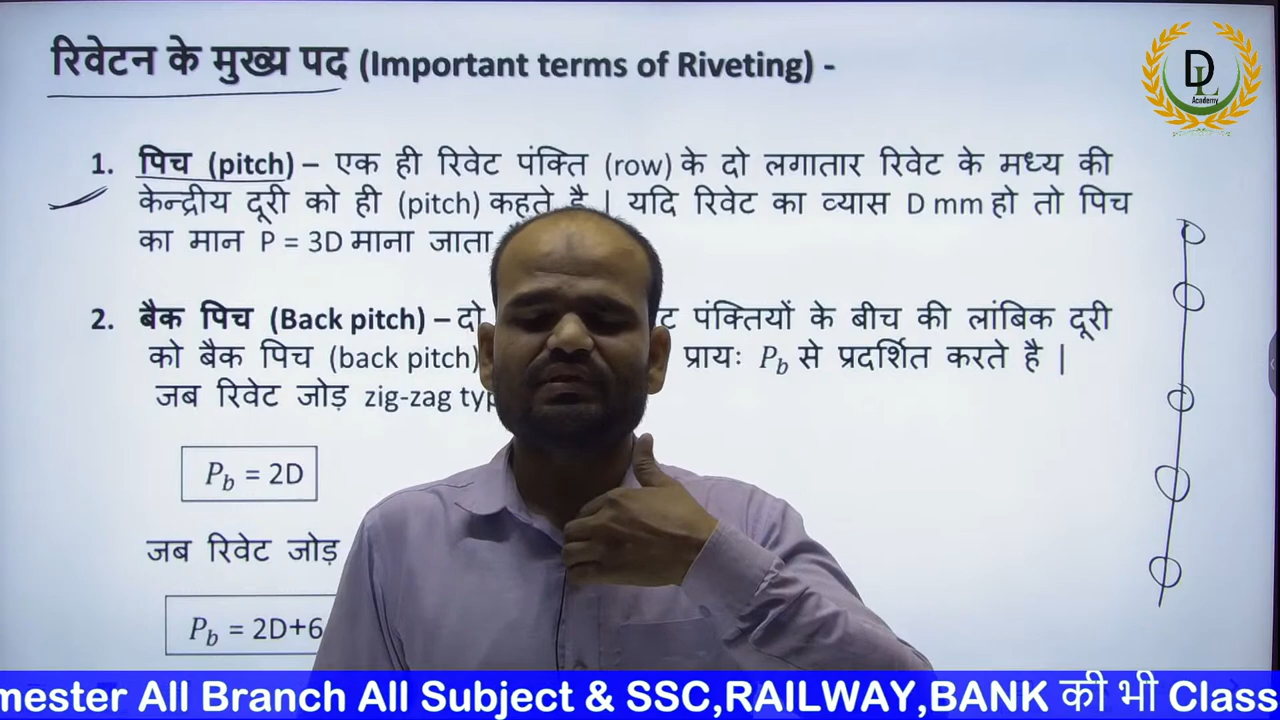 रिवेटन के मुख्य पद (Important terms of Riveting) -
DL
Academy
1. पिच (pitch) – एक ही रिवेट पंक्ति (row) के दो लगातार रिवेट के मध्य की
केन्द्रीय दूरी को ही (pitch) कहते है | यदि रिवेट का व्यास D mm हो तो पिच
का मान P = 3D माना जाता
2. बैक पिच (Back pitch) – दो पंक्तियों के बीच की लांबिक दूरी
को बैक पिच (back pitch) प्रायः P_b से प्रदर्शित करते है |
जब रिवेट जोड़ zig-zag
P_b = 2D
जब रिवेट जोड़
P_b = 2D+6
All Branch All Subject & SSC,RAILWAY,BANK की भी Class